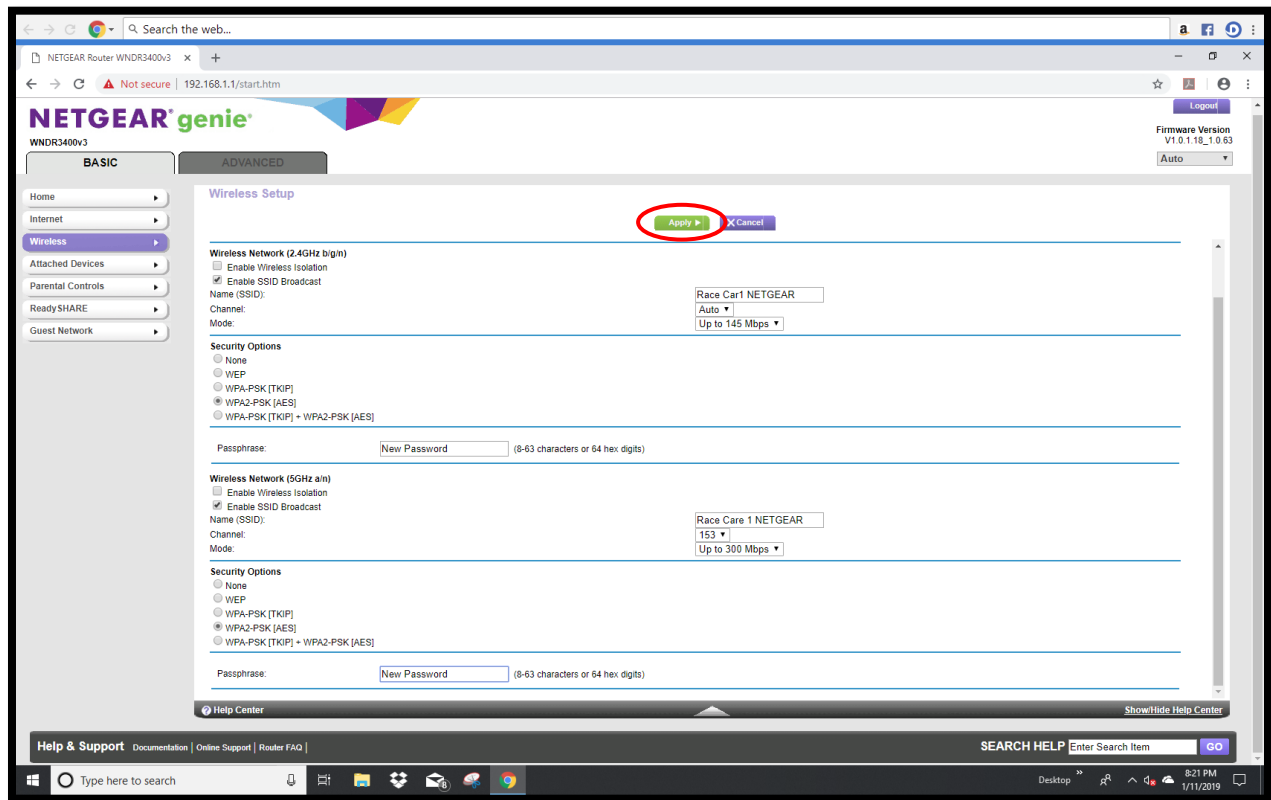 Search the web...
a
D
NETGEAR Router WNDR3400v3
Not secure | 192.168.1.1/start.htm
NETGEAR® genie®
Logout
WNDR3400v3
Firmware Version
V1.0.1.18_1.0.63
BASIC
ADVANCED
Auto
Home
Internet
Wireless
Attached Devices
Parental Controls
ReadySHARE
Guest Network
Wireless Setup
Apply
X Cancel
Wireless Network (2.4GHz b/g/n)
Enable Wireless Isolation
Enable SSID Broadcast
Name (SSID): Race Car1 NETGEAR
Channel: Auto
Mode: Up to 145 Mbps
Security Options
None
WEP
WPA-PSK [TKIP]
WPA2-PSK [AES]
WPA-PSK [TKIP] + WPA2-PSK [AES]
Passphrase: New Password (8-63 characters or 64 hex digits)
Wireless Network (5GHz a/n)
Enable Wireless Isolation
Enable SSID Broadcast
Name (SSID): Race Care 1 NETGEAR
Channel: 153
Mode: Up to 300 Mbps
Security Options
None
WEP
WPA-PSK [TKIP]
WPA2-PSK [AES]
WPA-PSK [TKIP] + WPA2-PSK [AES]
Passphrase: New Password (8-63 characters or 64 hex digits)
Help Center
Show/Hide Help Center
Help & Support Documentation | Online Support | Router FAQ |
SEARCH HELP Enter Search Item GO
Type here to search
Desktop
8:21 PM
1/11/2019